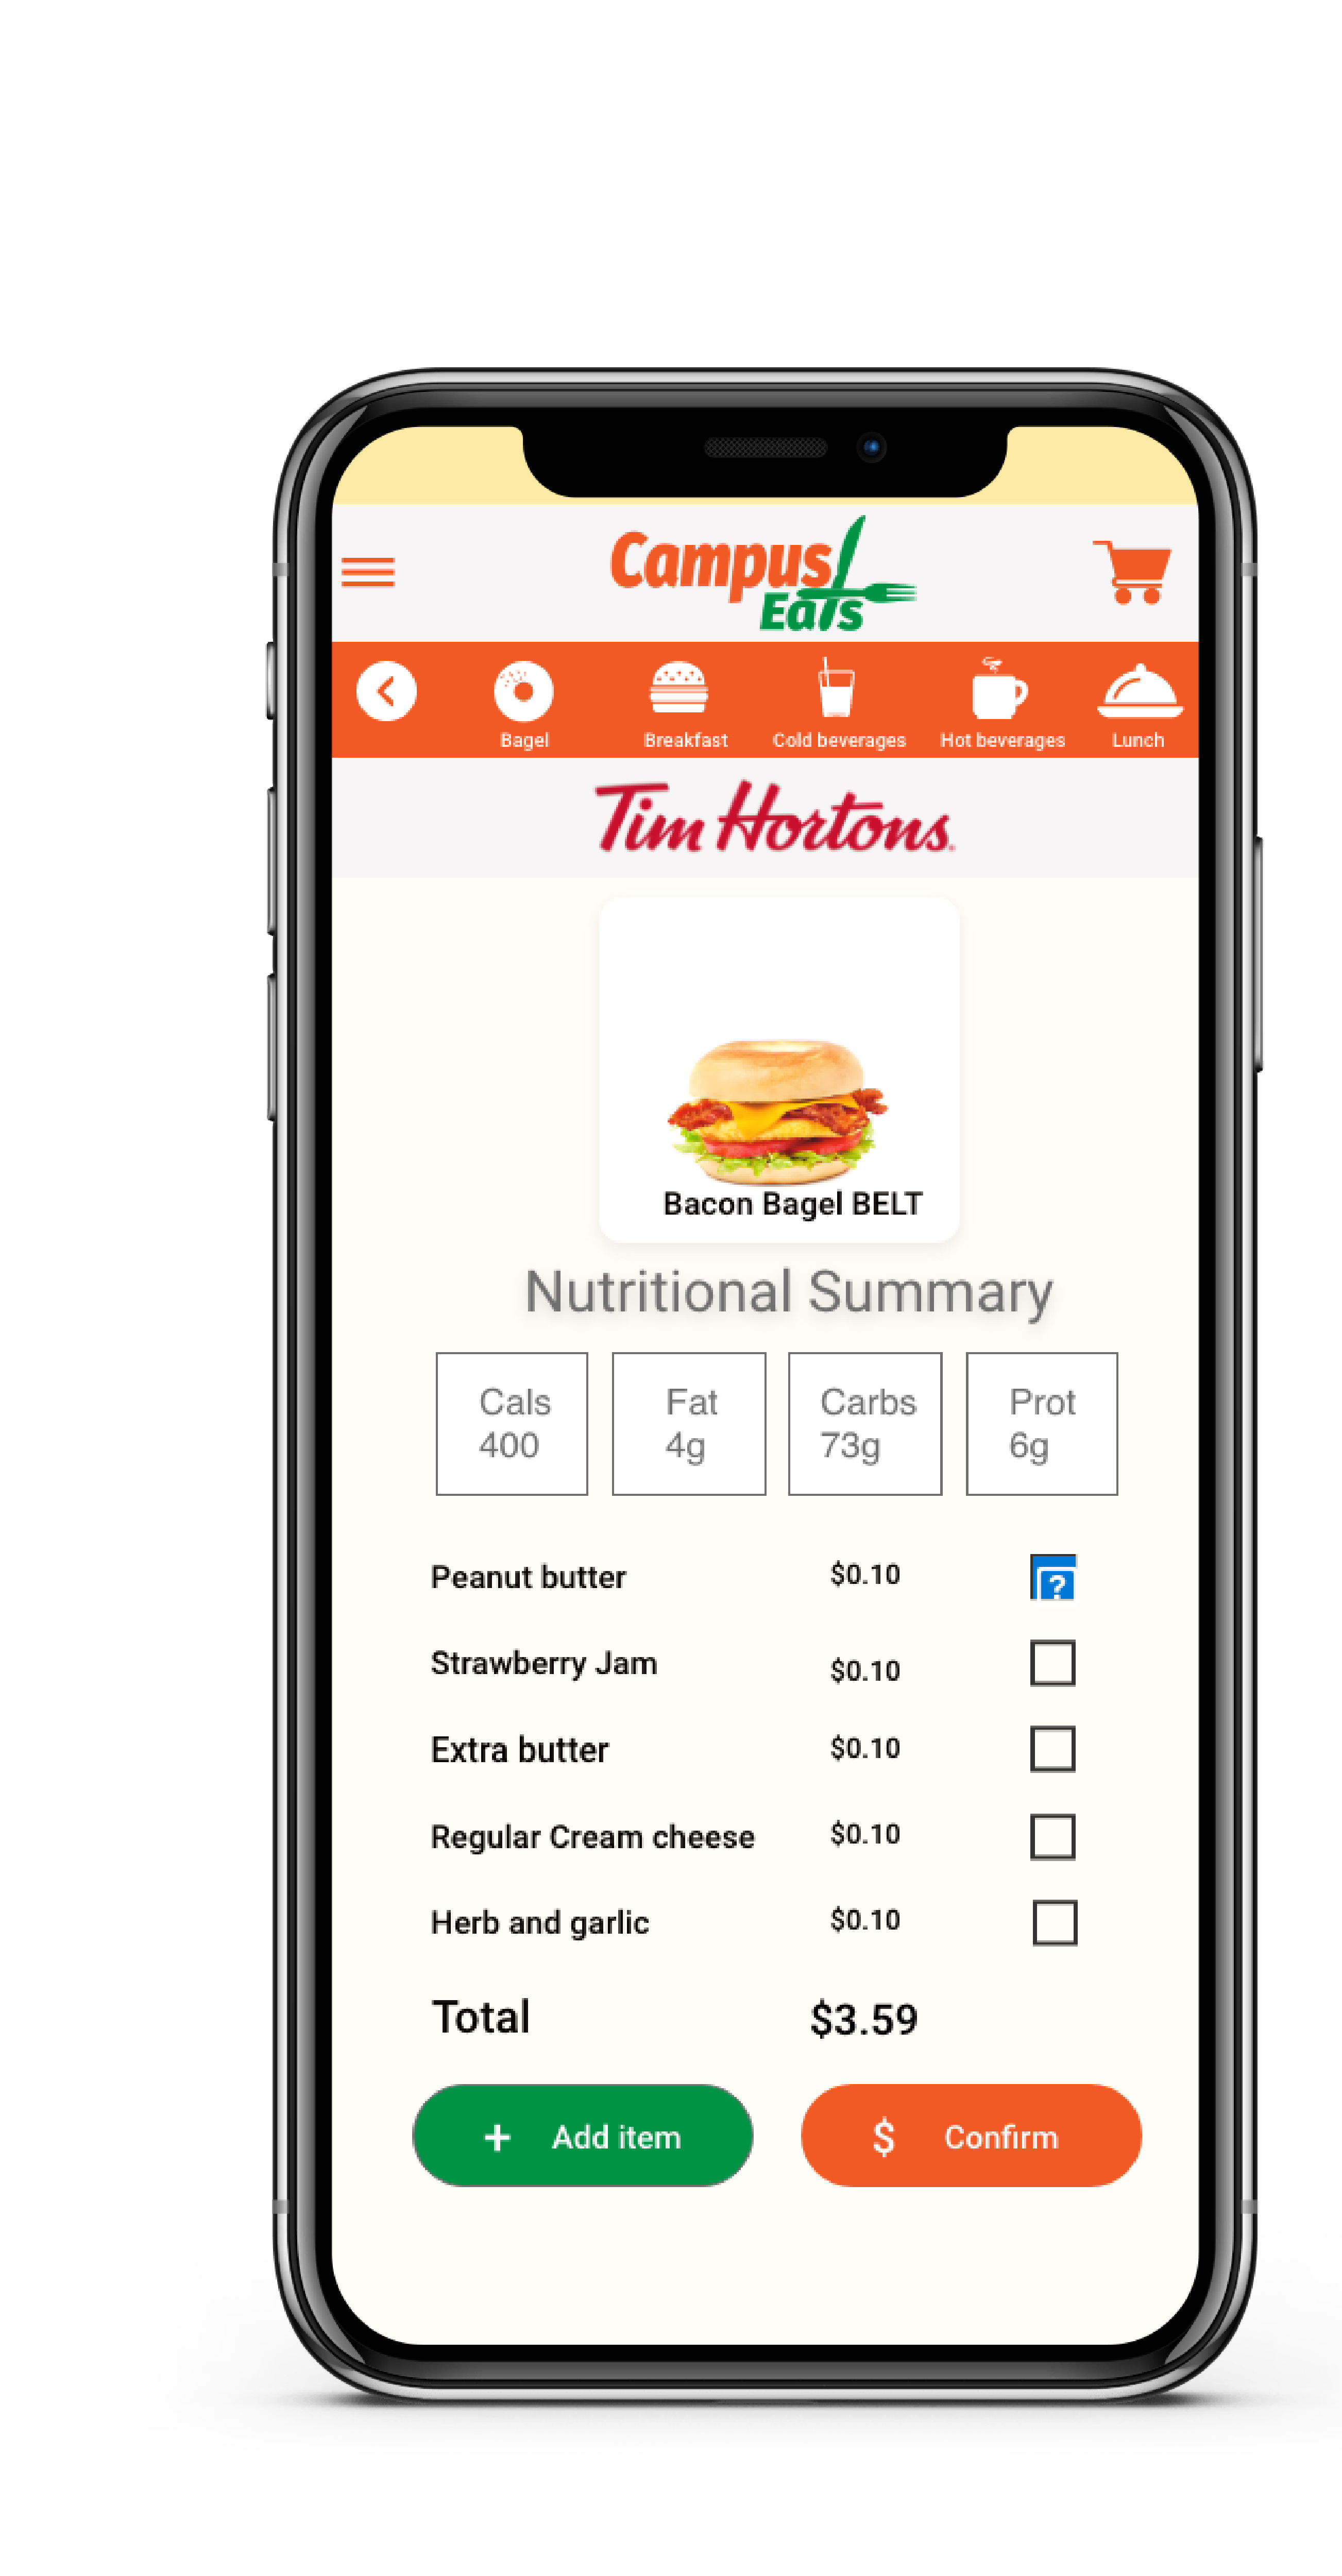 Campus
Eats
Bagel Breakfast Cold beverages Hot beverages Lunch
Tim Hortons
Bacon Bagel BELT
Nutritional Summary
Cals Fat Carbs Prot
400 4g 73g 6g
Peanut butter $0.10 ?
Strawberry Jam $0.10
Extra butter $0.10
Regular Cream cheese $0.10
Herb and garlic $0.10
Total $3.59
+ Add item $ Confirm